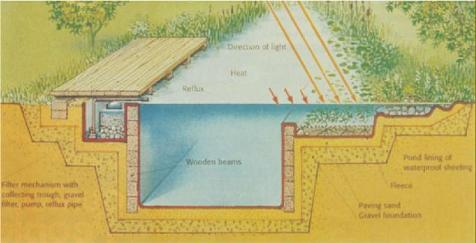 Direction of light
Heat
Reflux
Wooden beams
Filter mechanism with
collecting trough, gravel
filter, pump, reflux pipe
Pond lining of
waterproof sheeting
Fleece
Paving sand
Gravel foundation